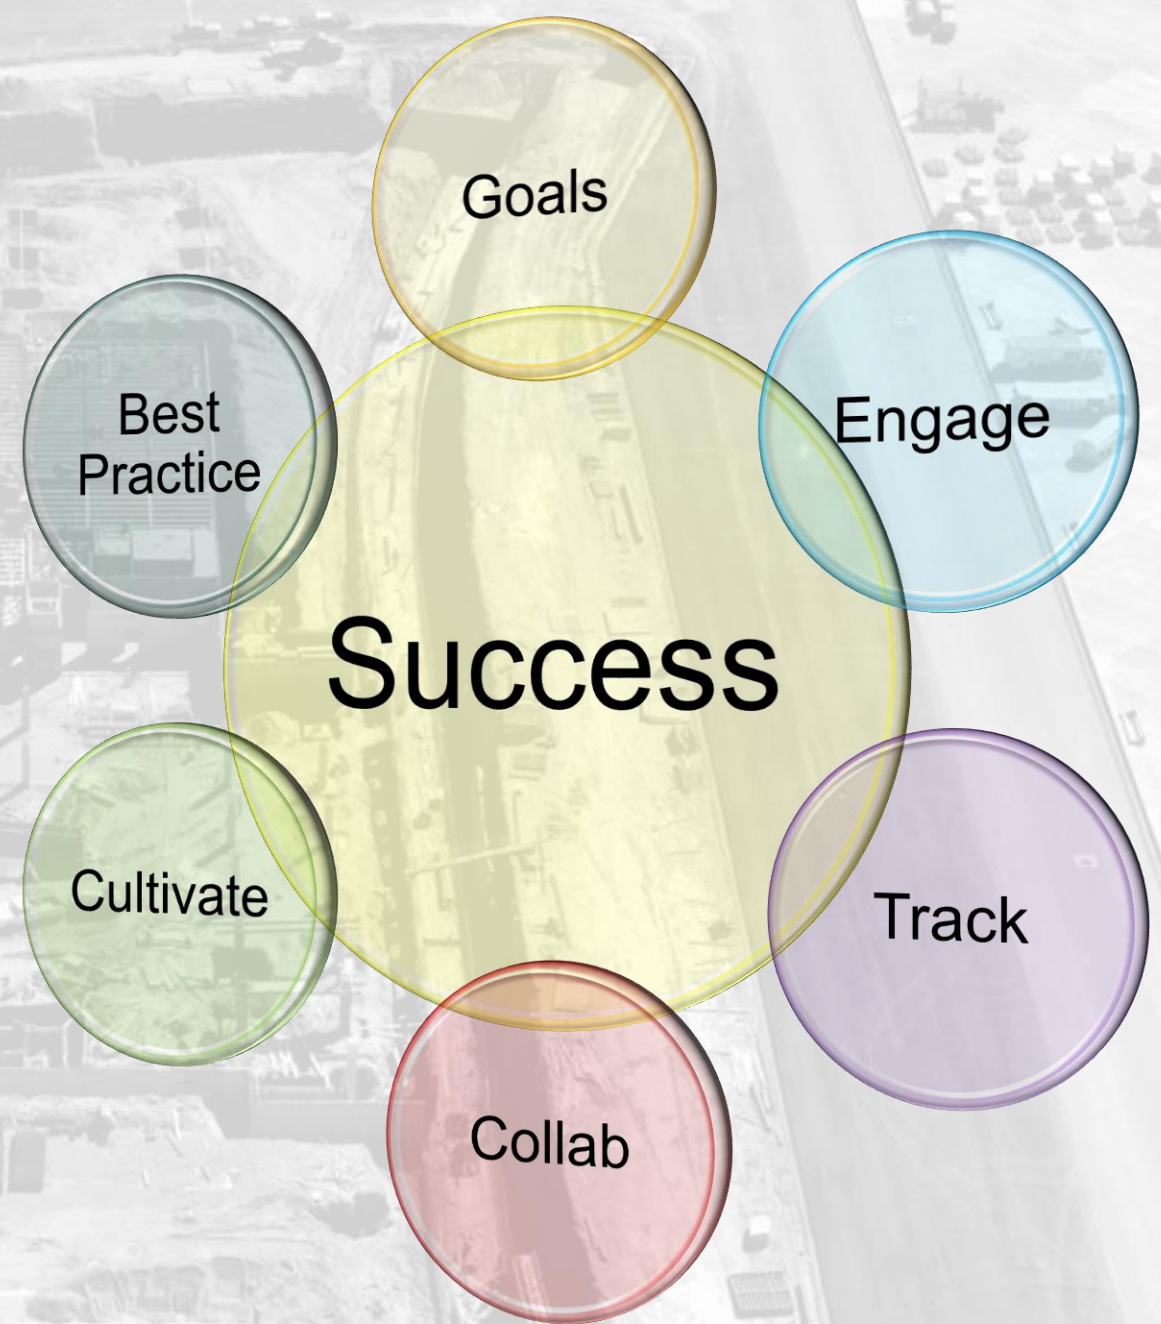 Goals
Engage
Best
Practice
Success
Cultivate
Track
Collab